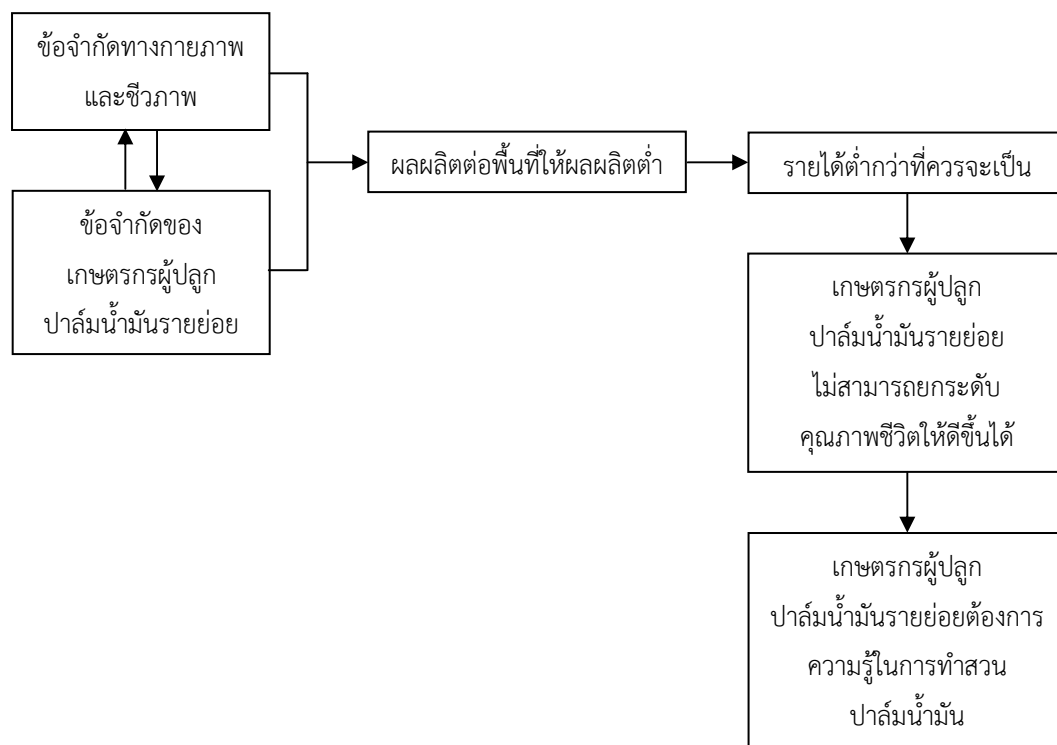 ข้อจำกัดทางกายภาพ
และชีวภาพ
ข้อจำกัดของ
เกษตรกรผู้ปลูก
ปาล์มน้ำมันรายย่อย
ผลผลิตต่อพื้นที่ให้ผลผลิตต่ำ
รายได้ต่ำกว่าที่ควรจะเป็น
เกษตรกรผู้ปลูก
ปาล์มน้ำมันรายย่อย
ไม่สามารถยกระดับ
คุณภาพชีวิตให้ดีขึ้นได้
เกษตรกรผู้ปลูก
ปาล์มน้ำมันรายย่อยต้องการ
ความรู้ในการทำสวน
ปาล์มน้ำมัน